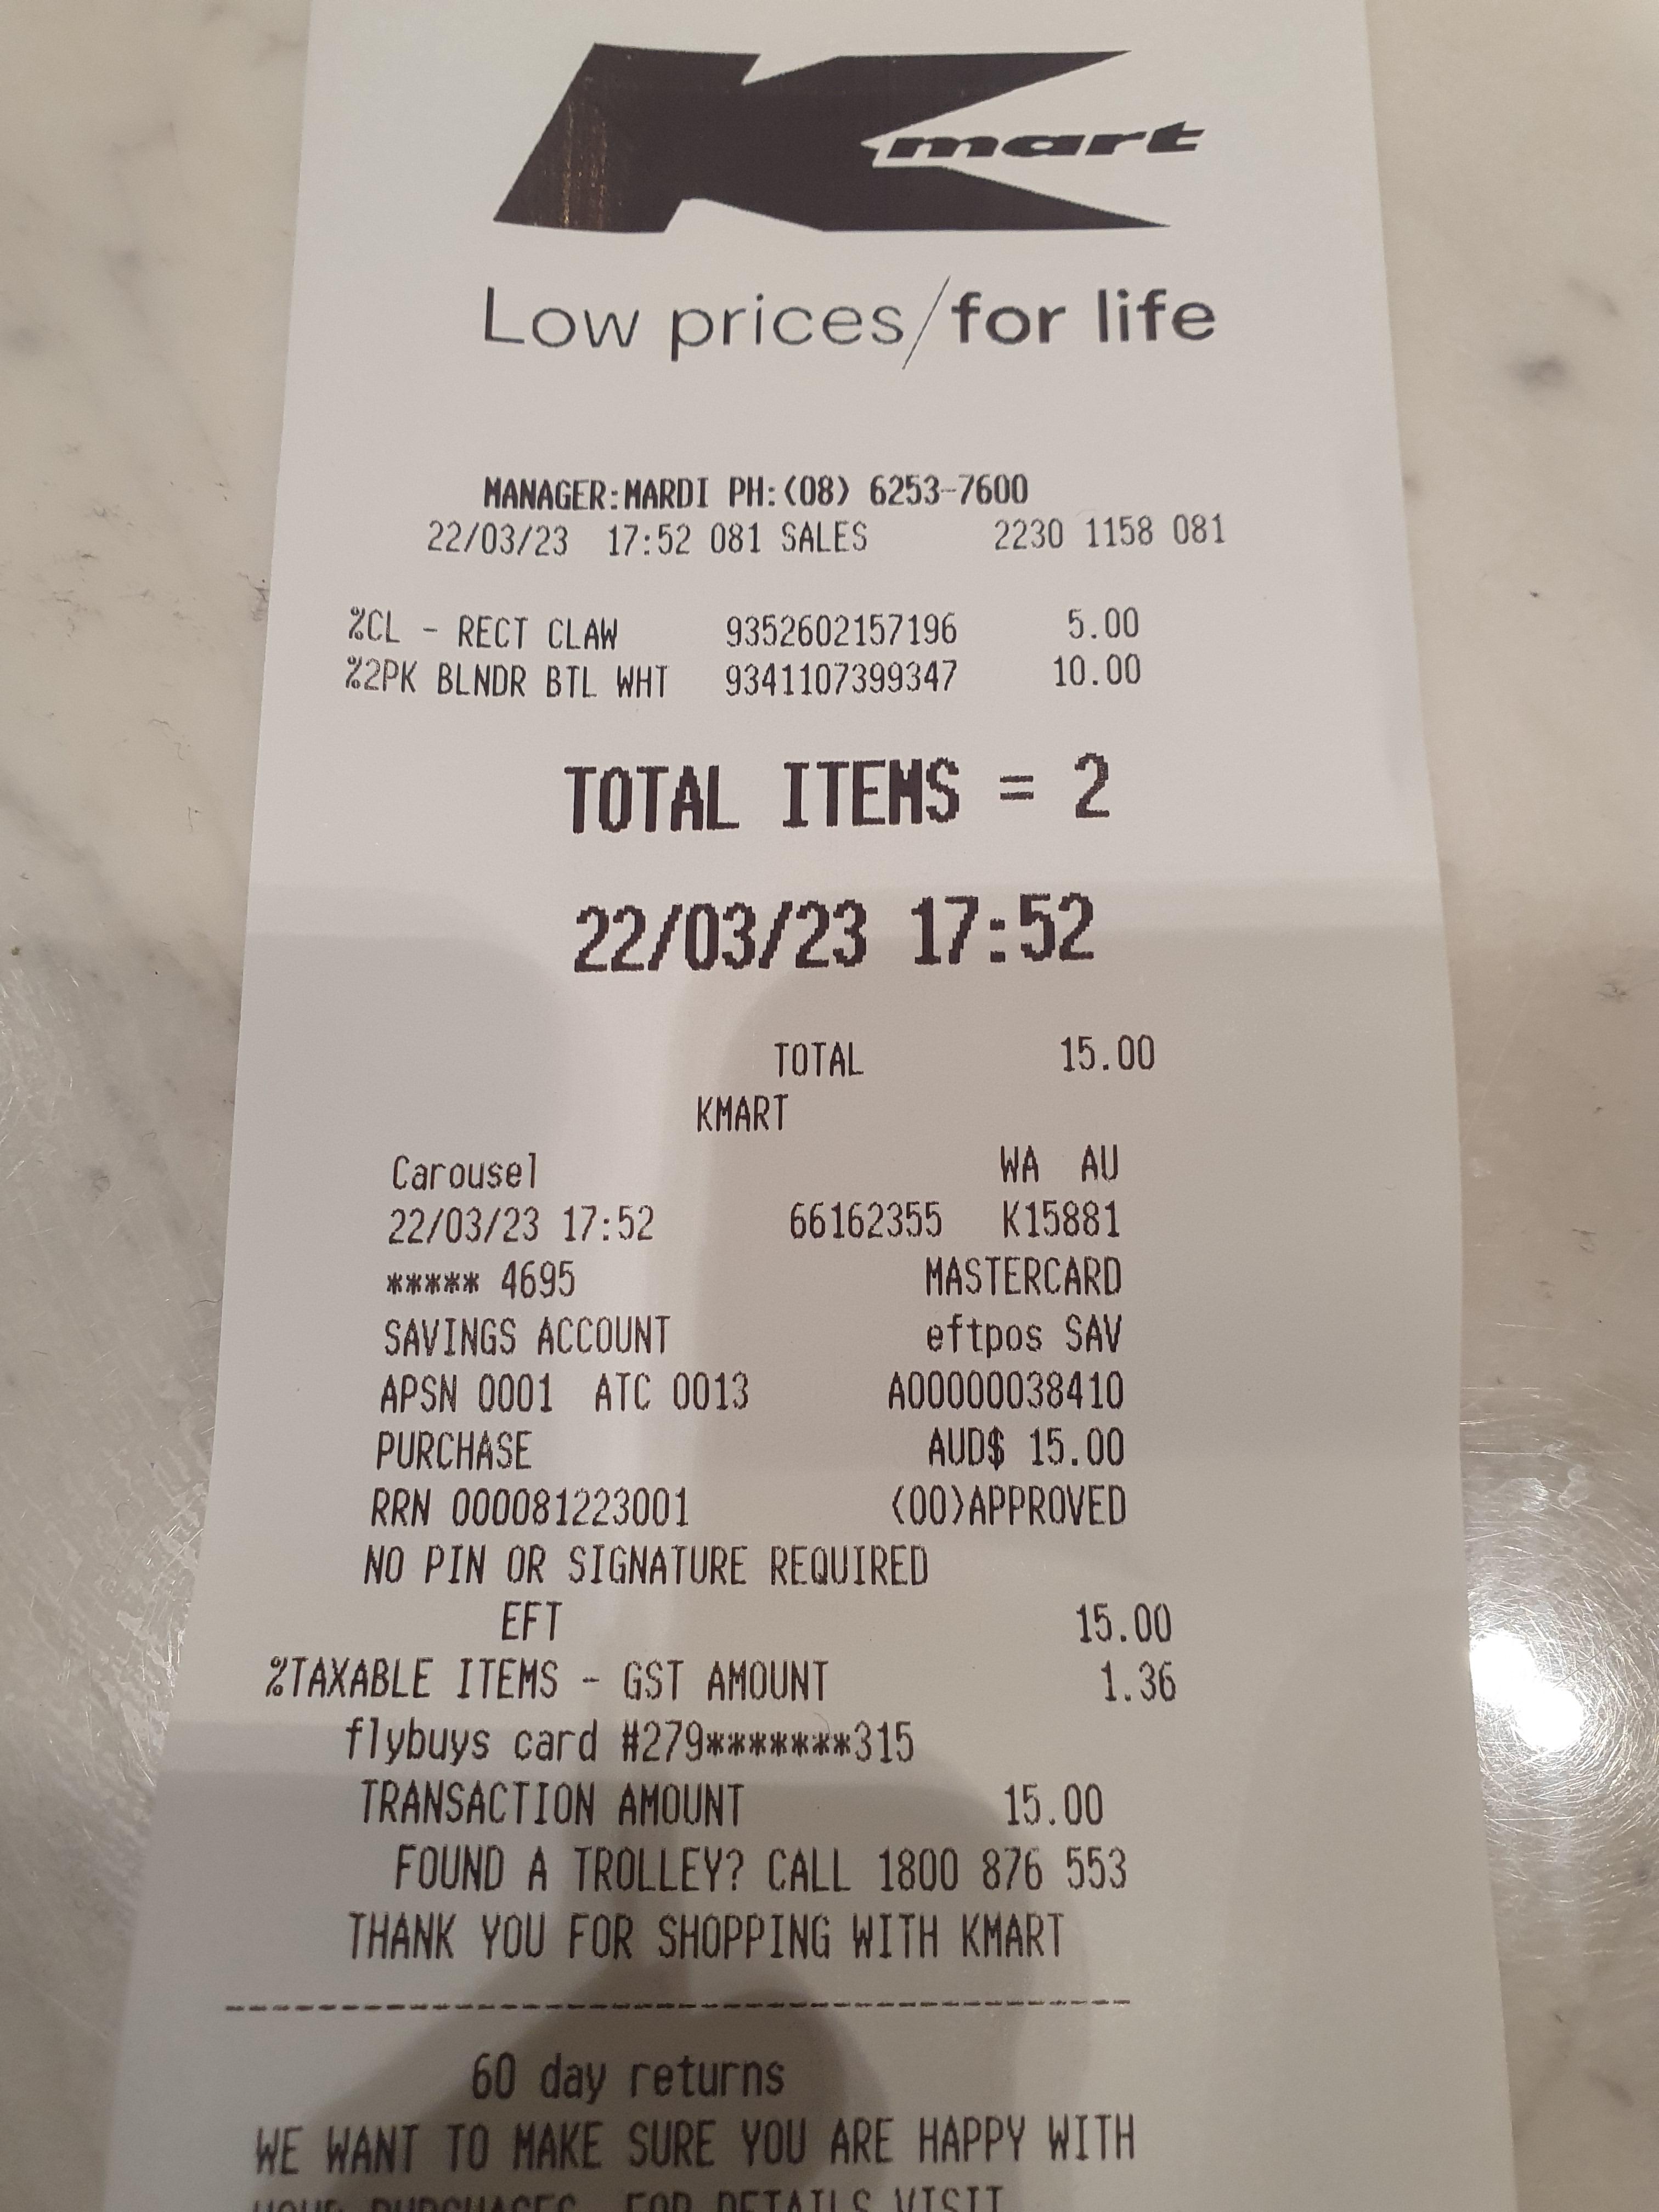 Kmart
Low prices/for life
MANAGER:MARDI PH:(08) 6253-7600
22/03/23 17:52 081 SALES 2230 1158 081
%CL - RECT CLAW 9352602157196 5.00
%2PK BLNDR BTL WHT 9341107399347 10.00
TOTAL ITEMS = 2
22/03/23 17:52
TOTAL 15.00
KMART
Carousel WA AU
22/03/23 17:52 66162355 K15881
***** 4695 MASTERCARD
SAVINGS ACCOUNT eftpos SAV
APSN 0001 ATC 0013 A00000038410
PURCHASE AUD$ 15.00
RRN 000081223001 (00)APPROVED
NO PIN OR SIGNATURE REQUIRED
EFT 15.00
%TAXABLE ITEMS - GST AMOUNT 1.36
flybuys card #279*******315
TRANSACTION AMOUNT 15.00
FOUND A TROLLEY? CALL 1800 876 553
THANK YOU FOR SHOPPING WITH KMART
60 day returns
WE WANT TO MAKE SURE YOU ARE HAPPY WITH
YOUR PURCHASES. FOR DETAILS VISIT